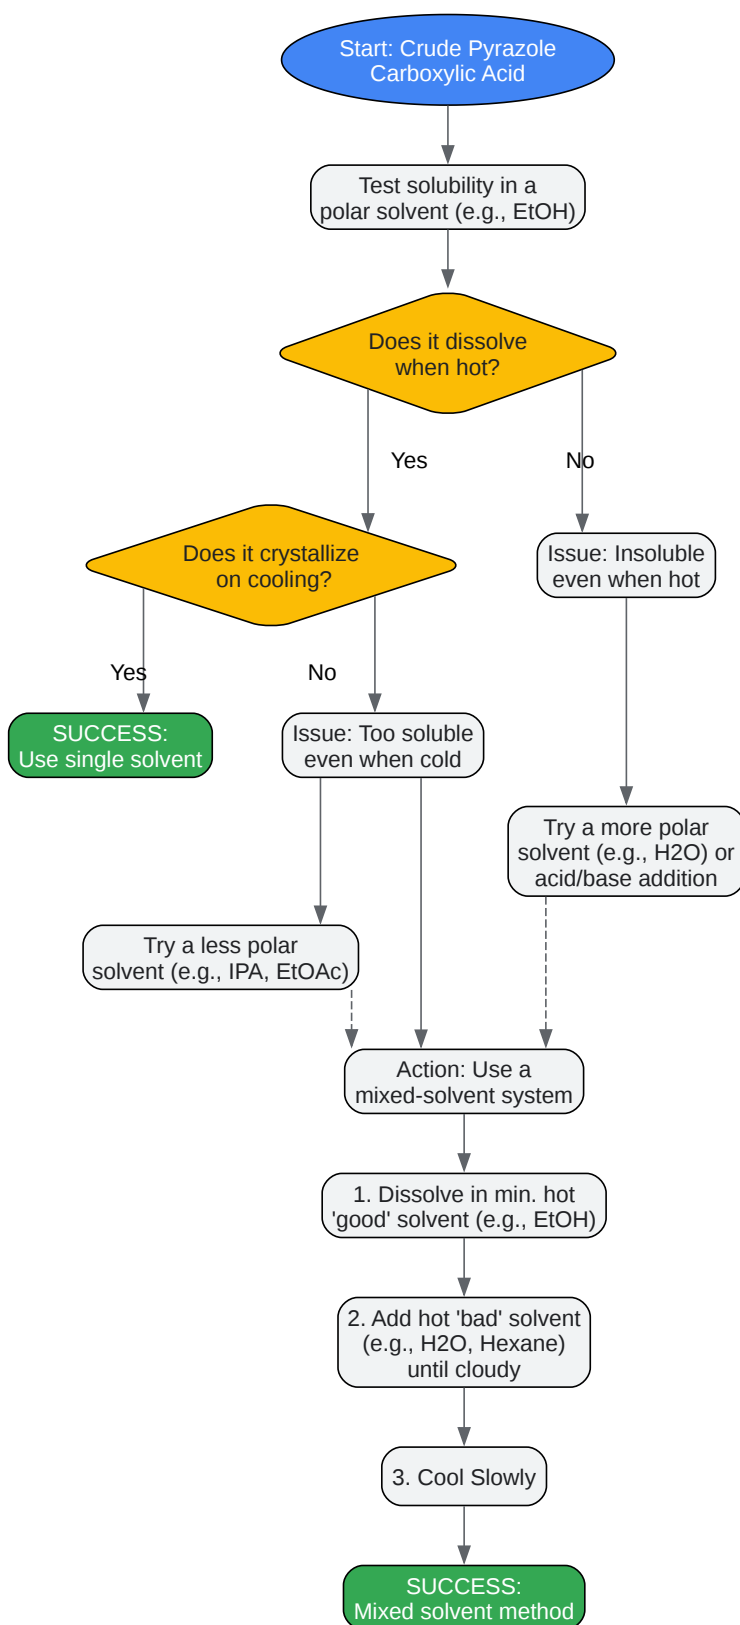 Start: Crude Pyrazole
Carboxylic Acid
Test solubility in a
polar solvent (e.g., EtOH)
Does it dissolve
when hot?
Yes
No
Does it crystallize
on cooling?
Issue: Insoluble
even when hot
Yes
No
SUCCESS:
Use single solvent
Issue: Too soluble
even when cold
Try a more polar
solvent (e.g., H2O) or
acid/base addition
Try a less polar
solvent (e.g., IPA, EtOAc)
Action: Use a
mixed-solvent system
1. Dissolve in min. hot
'good' solvent (e.g., EtOH)
2. Add hot 'bad' solvent
(e.g., H2O, Hexane)
until cloudy
3. Cool Slowly
SUCCESS:
Mixed solvent method